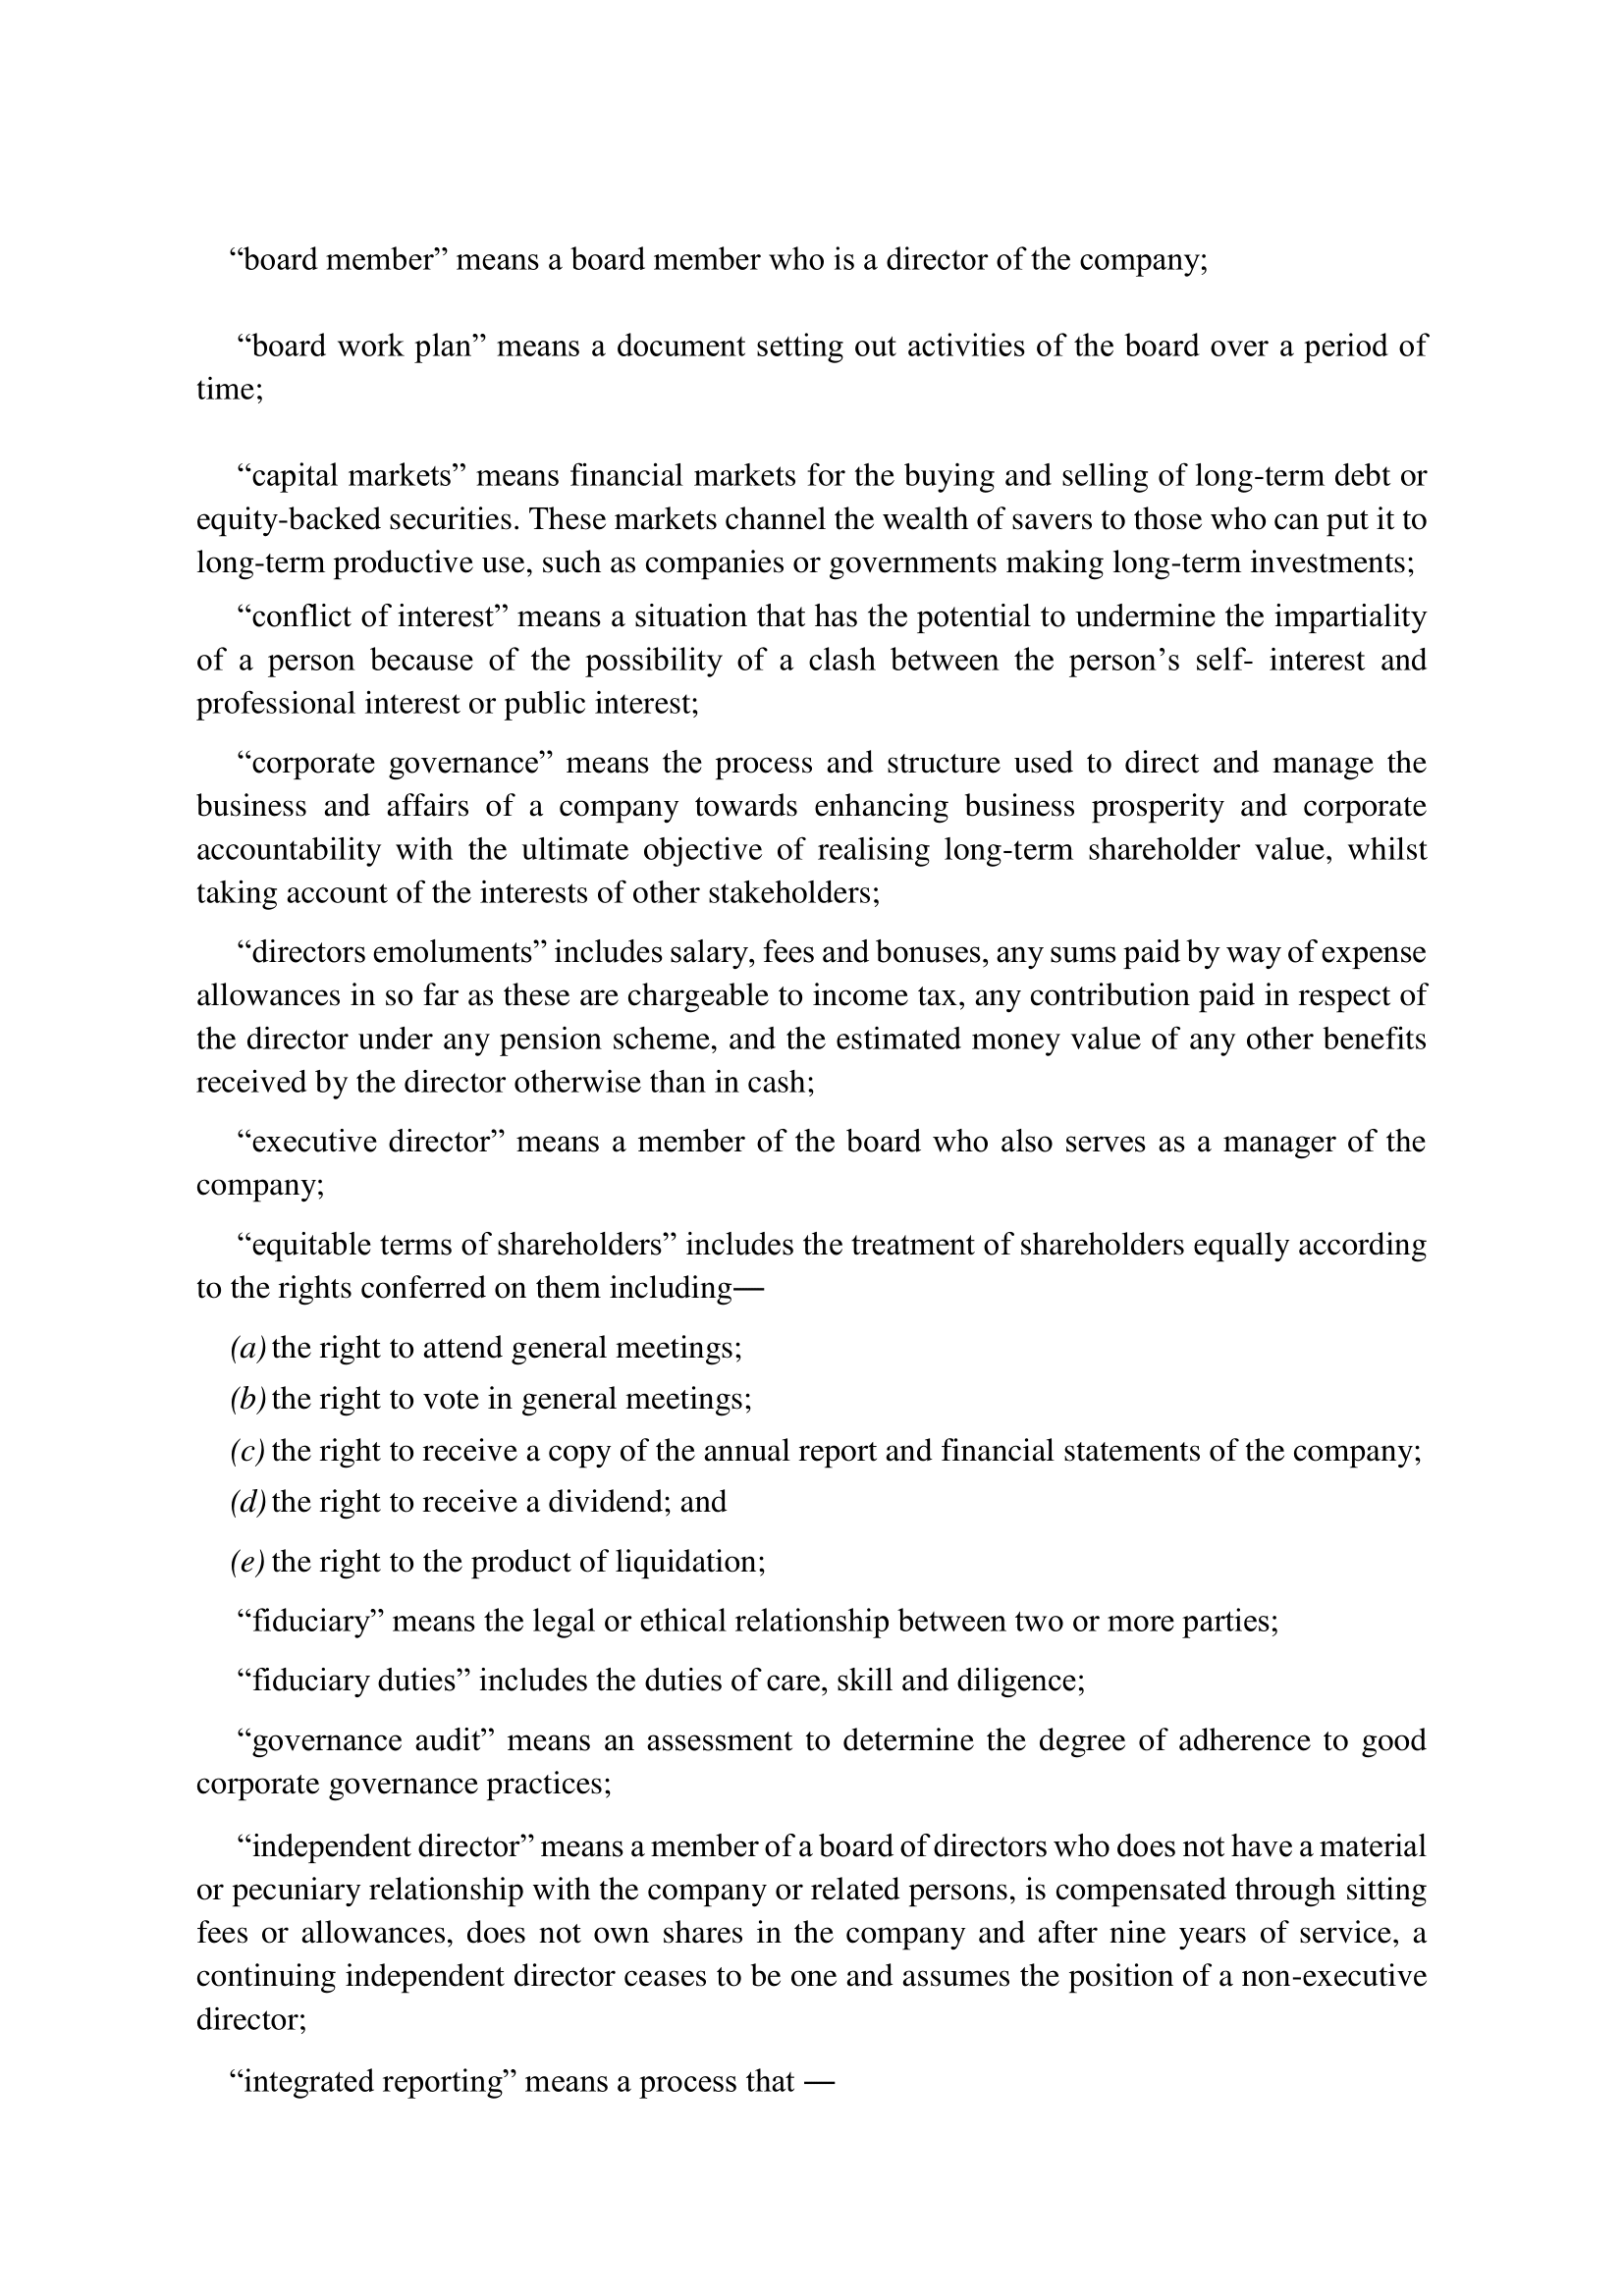 “board member” means a board member who is a director of the company;
“board work plan” means a document setting out activities of the board over a period of
time;
“capital markets” means financial markets for the buying and selling of long-term debt or
equity-backed securities. These markets channel the wealth of savers to those who can put it to
long-term productive use, such as companies or governments making long-term investments;
“conflict of interest” means a situation that has the potential to undermine the impartiality
of a person because of the possibility of a clash between the person’s self- interest and
professional interest or public interest;
“corporate governance” means the process and structure used to direct and manage the
business and affairs of a company towards enhancing business prosperity and corporate
accountability with the ultimate objective of realising long-term shareholder value, whilst
taking account of the interests of other stakeholders;
“directors emoluments” includes salary, fees and bonuses, any sums paid by way of expense
allowances in so far as these are chargeable to income tax, any contribution paid in respect of
the director under any pension scheme, and the estimated money value of any other benefits
received by the director otherwise than in cash;
“executive director” means a member of the board who also serves as a manager of the
company;
“equitable terms of shareholders” includes the treatment of shareholders equally according
to the rights conferred on them including—
(a) the right to attend general meetings;
(b) the right to vote in general meetings;
(c) the right to receive a copy of the annual report and financial statements of the company;
(d) the right to receive a dividend; and
(e) the right to the product of liquidation;
“fiduciary” means the legal or ethical relationship between two or more parties;
“fiduciary duties” includes the duties of care, skill and diligence;
“governance audit” means an assessment to determine the degree of adherence to good
corporate governance practices;
“independent director” means a member of a board of directors who does not have a material
or pecuniary relationship with the company or related persons, is compensated through sitting
fees or allowances, does not own shares in the company and after nine years of service, a
continuing independent director ceases to be one and assumes the position of a non-executive
director;
“integrated reporting” means a process that —